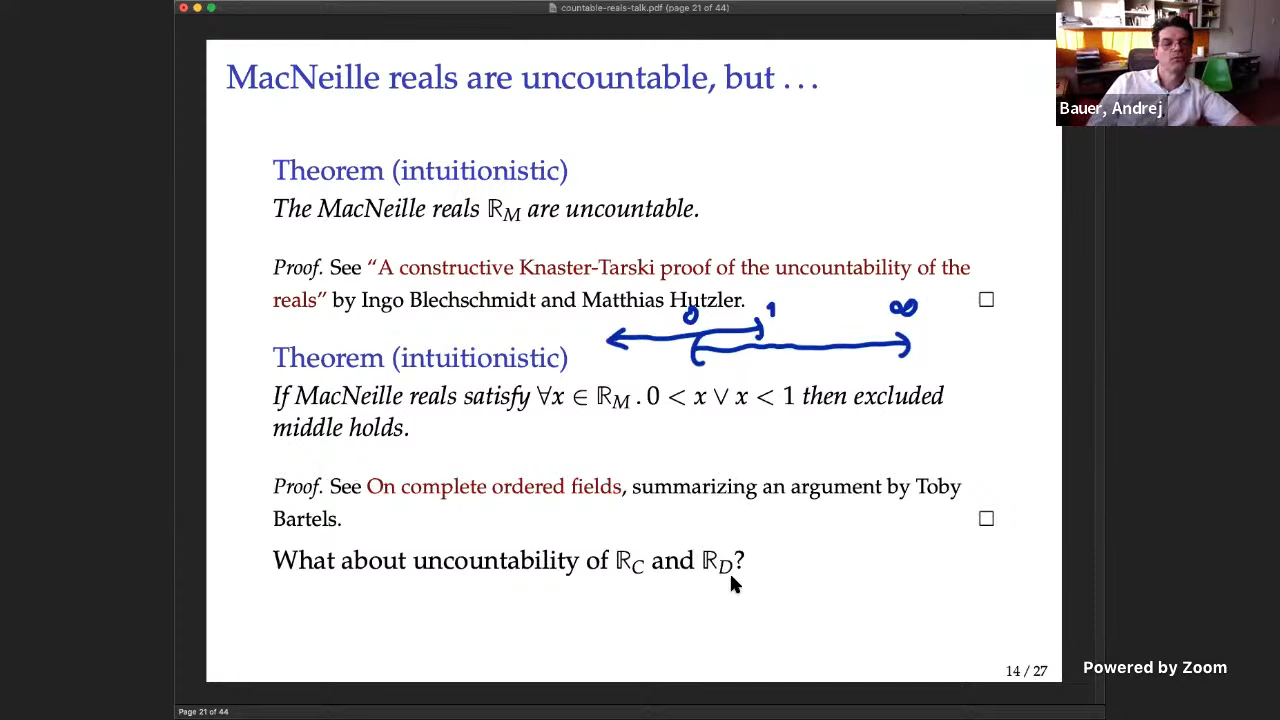 countable-reals-talk.pdf (page 21 of 44)
MacNeille reals are uncountable, but ...
Bauer, Andrej
Theorem (intuitionistic)
The MacNeille reals ℝ_M are uncountable.
Proof. See “A constructive Knaster-Tarski proof of the uncountability of the
reals” by Ingo Blechschmidt and Matthias Hutzler. □
0 1 ∞
Theorem (intuitionistic)
If MacNeille reals satisfy ∀x ∈ ℝ_M . 0 < x ∨ x < 1 then excluded
middle holds.
Proof. See On complete ordered fields, summarizing an argument by Toby
Bartels. □
What about uncountability of ℝ_C and ℝ_D?
14 / 27
Powered by Zoom
Page 21 of 44